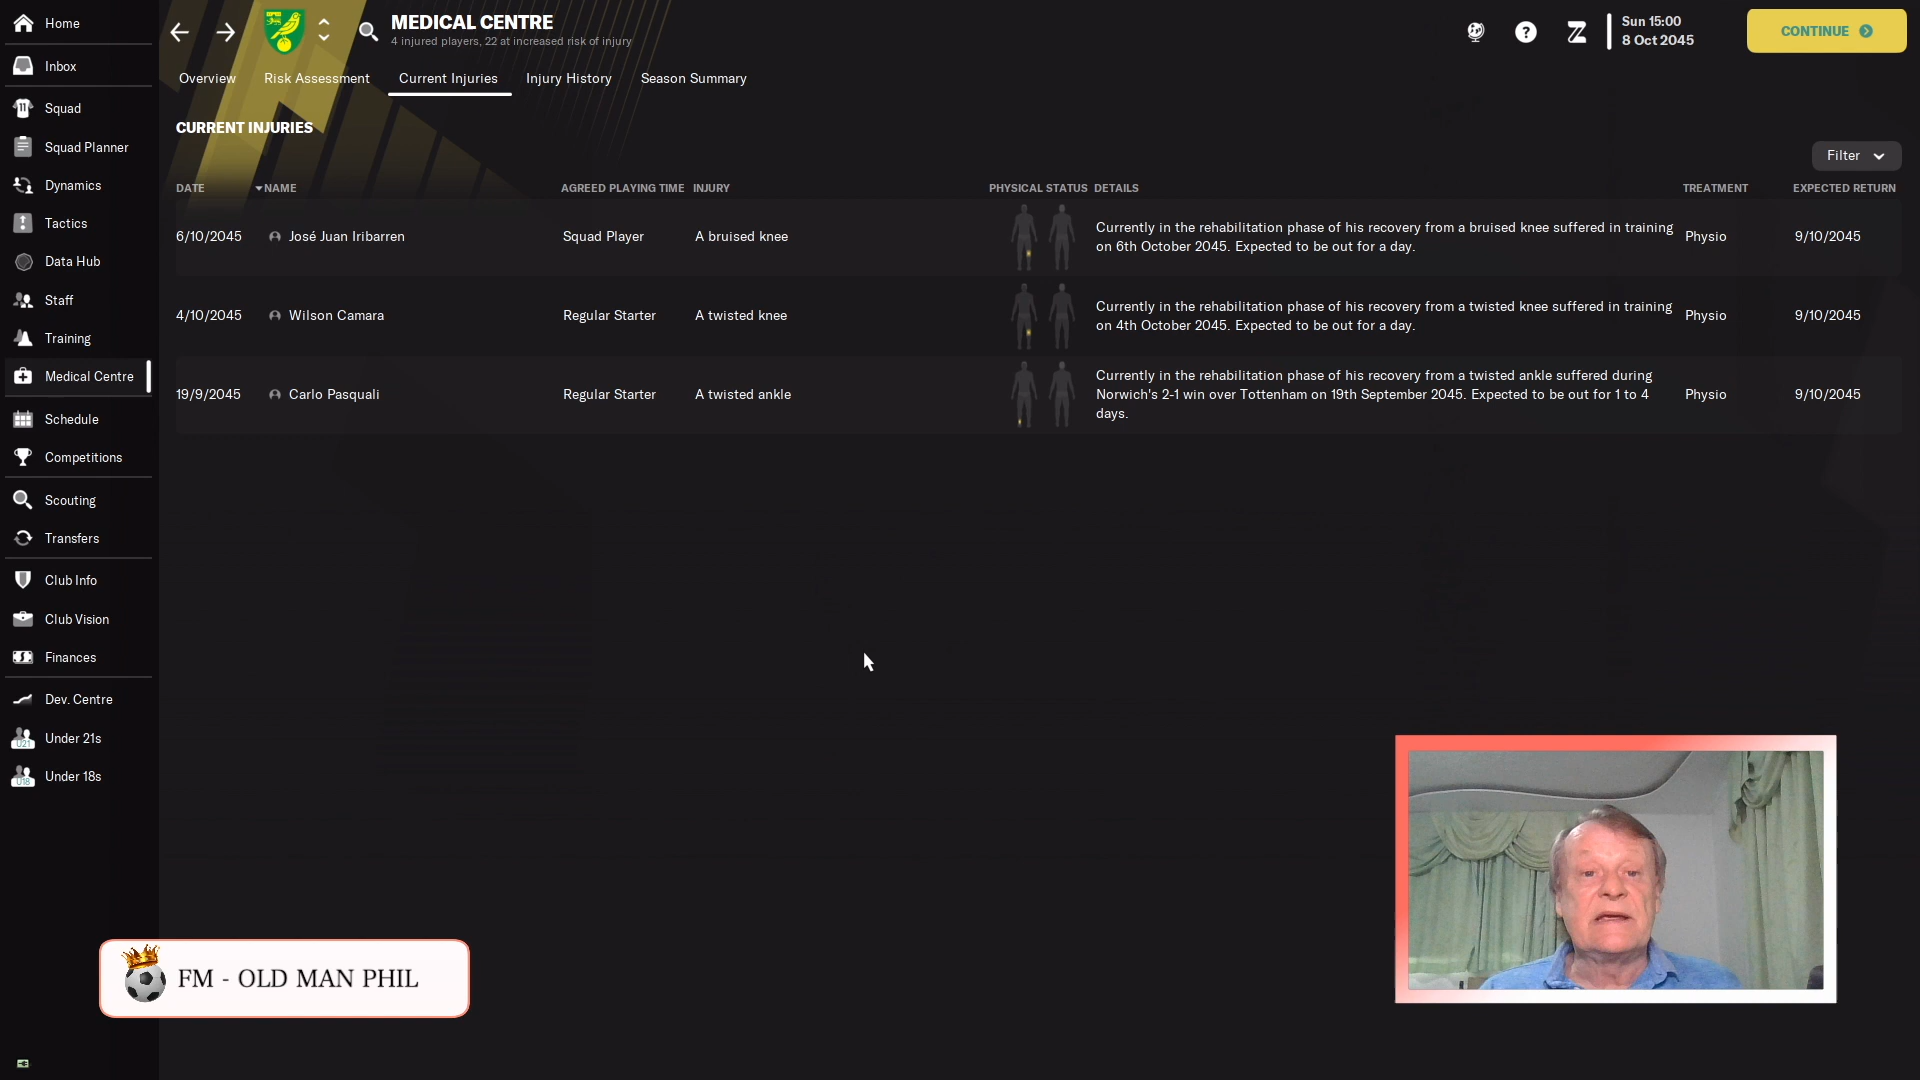 Home
Inbox
Squad
Squad Planner
Dynamics
Tactics
Data Hub
Staff
Training
Medical Centre
Schedule
Competitions
Scouting
Transfers
Club Info
Club Vision
Finances
Dev. Centre
Under 21s
Under 18s
MEDICAL CENTRE
4 injured players, 22 at increased risk of injury
Sun 15:00
8 Oct 2045
CONTINUE
Overview Risk Assessment Current Injuries Injury History Season Summary
CURRENT INJURIES
Filter
DATE NAME AGREED PLAYING TIME INJURY PHYSICAL STATUS DETAILS TREATMENT EXPECTED RETURN
6/10/2045 José Juan Iribarren Squad Player A bruised knee
Currently in the rehabilitation phase of his recovery from a bruised knee suffered in training
on 6th October 2045. Expected to be out for a day.
Physio 9/10/2045
4/10/2045 Wilson Camara Regular Starter A twisted knee
Currently in the rehabilitation phase of his recovery from a twisted knee suffered in training
on 4th October 2045. Expected to be out for a day.
Physio 9/10/2045
19/9/2045 Carlo Pasquali Regular Starter A twisted ankle
Currently in the rehabilitation phase of his recovery from a twisted ankle suffered during
Norwich's 2-1 win over Tottenham on 19th September 2045. Expected to be out for 1 to 4
days.
Physio 9/10/2045
FM - OLD MAN PHIL